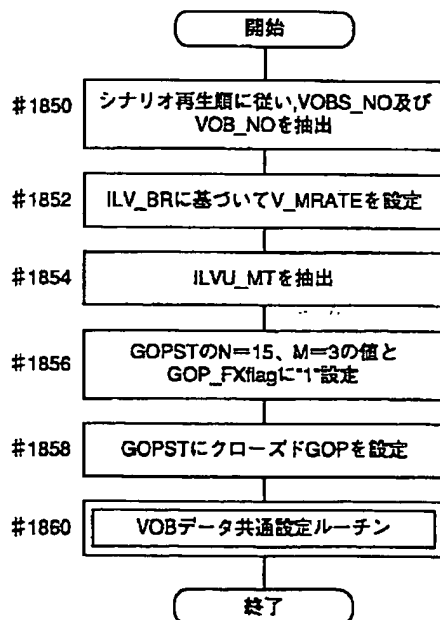 開始
#1850
シナリオ再生順に従い,VOBS_NO及び
VOB_NOを抽出
#1852
ILV_BRに基づいてV_MRATEを設定
#1854
ILVU_MTを抽出
#1856
GOPSTのN=15、M=3の値と
GOP_FXflagに"1"設定
#1858
GOPSTにクローズドGOPを設定
#1860
VOBデータ共通設定ルーチン
終了